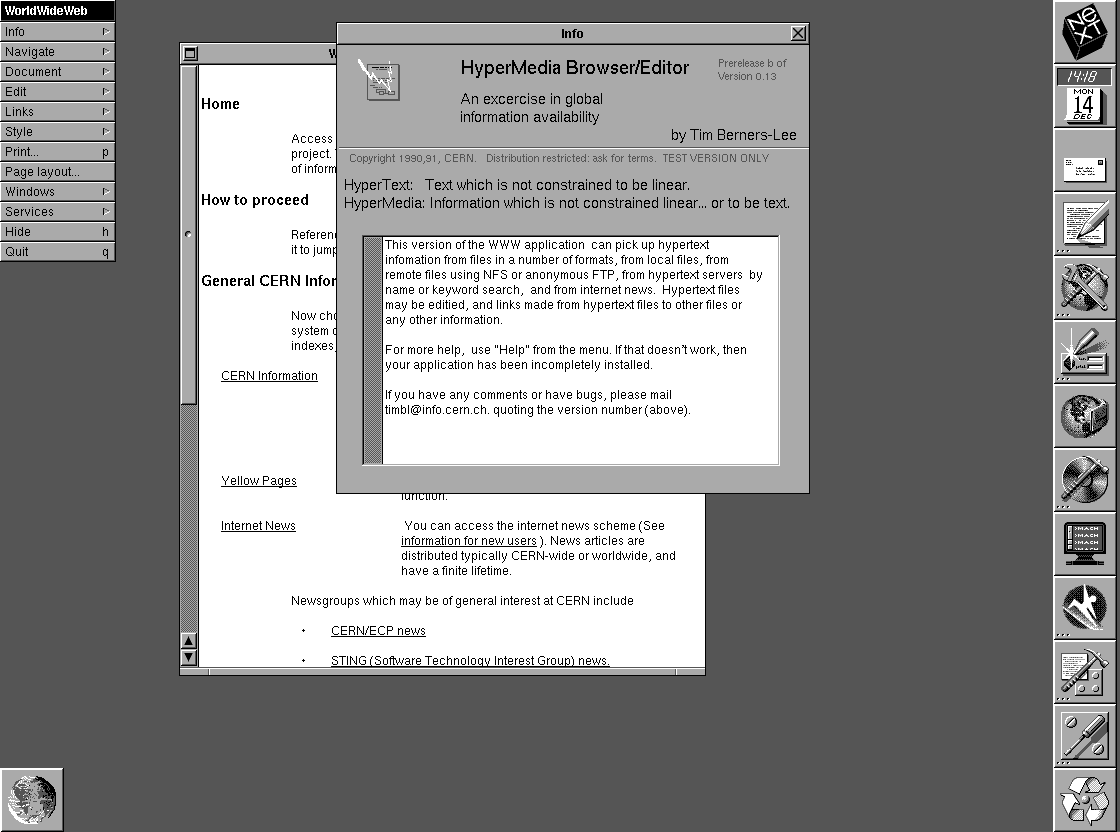 WorldWideWeb
Info
Navigate
Document
Edit
Links
Style
Print... p
Page layout...
Windows
Services
Hide h
Quit q
W
Home
Access
project.
of inform
How to proceed
Referen
it to jump
General CERN Infor
Now cho
system o
indexes,
CERN Information
Yellow Pages
function.
Internet News You can access the internet news scheme (See
information for new users ). News articles are
distributed typically CERN-wide or worldwide, and
have a finite lifetime.
Newsgroups which may be of general interest at CERN include
• CERN/ECP news
• STING (Software Technology Interest Group) news.
Info
HyperMedia Browser/Editor
Prerelease b of
Version 0.13
An excercise in global
information availability
by Tim Berners-Lee
Copyright 1990,91, CERN. Distribution restricted: ask for terms. TEST VERSION ONLY
HyperText: Text which is not constrained to be linear.
HyperMedia: Information which is not constrained linear... or to be text.
This version of the WWW application can pick up hypertext
infomation from files in a number of formats, from local files, from
remote files using NFS or anonymous FTP, from hypertext servers by
name or keyword search, and from internet news. Hypertext files
may be editied, and links made from hypertext files to other files or
any other information.
For more help, use "Help" from the menu. If that doesn't work, then
your application has been incompletely installed.
If you have any comments or have bugs, please mail
timbl@info.cern.ch. quoting the version number (above).
NeXT
14:18
MON
14
DEC